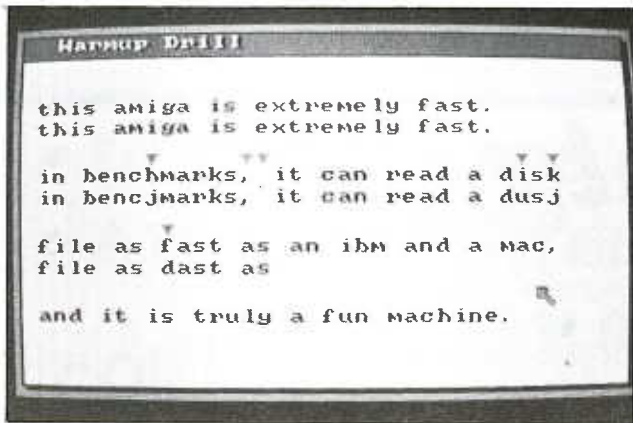 Warmup Drill
this amiga is extremely fast.
this amiga is extremely fast.
in benchmarks, it can read a disk
in bencjmarks, it can read a dusj
file as fast as an ibm and a mac,
file as dast as
and it is truly a fun machine.